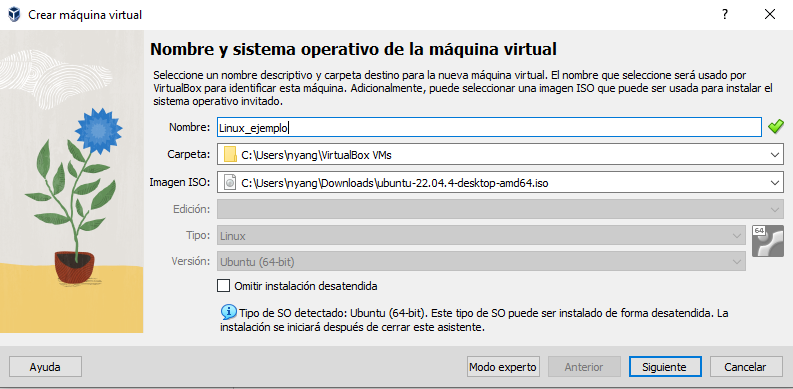 Crear máquina virtual
?
Nombre y sistema operativo de la máquina virtual
Seleccione un nombre descriptivo y carpeta destino para la nueva máquina virtual. El nombre que seleccione será usado por
VirtualBox para identificar esta máquina. Adicionalmente, puede seleccionar una imagen ISO que puede ser usada para instalar el
sistema operativo invitado.
Nombre: Linux_ejemplo
Carpeta: C:\Users\nyang\VirtualBox VMs
Imagen ISO: C:\Users\nyang\Downloads\ubuntu-22.04.4-desktop-amd64.iso
Edición:
Tipo: Linux
64
Versión: Ubuntu (64-bit)
Omitir instalación desatendida
Tipo de SO detectado: Ubuntu (64-bit). Este tipo de SO puede ser instalado de forma desatendida. La
instalación se iniciará después de cerrar este asistente.
Ayuda Modo experto Anterior Siguiente Cancelar